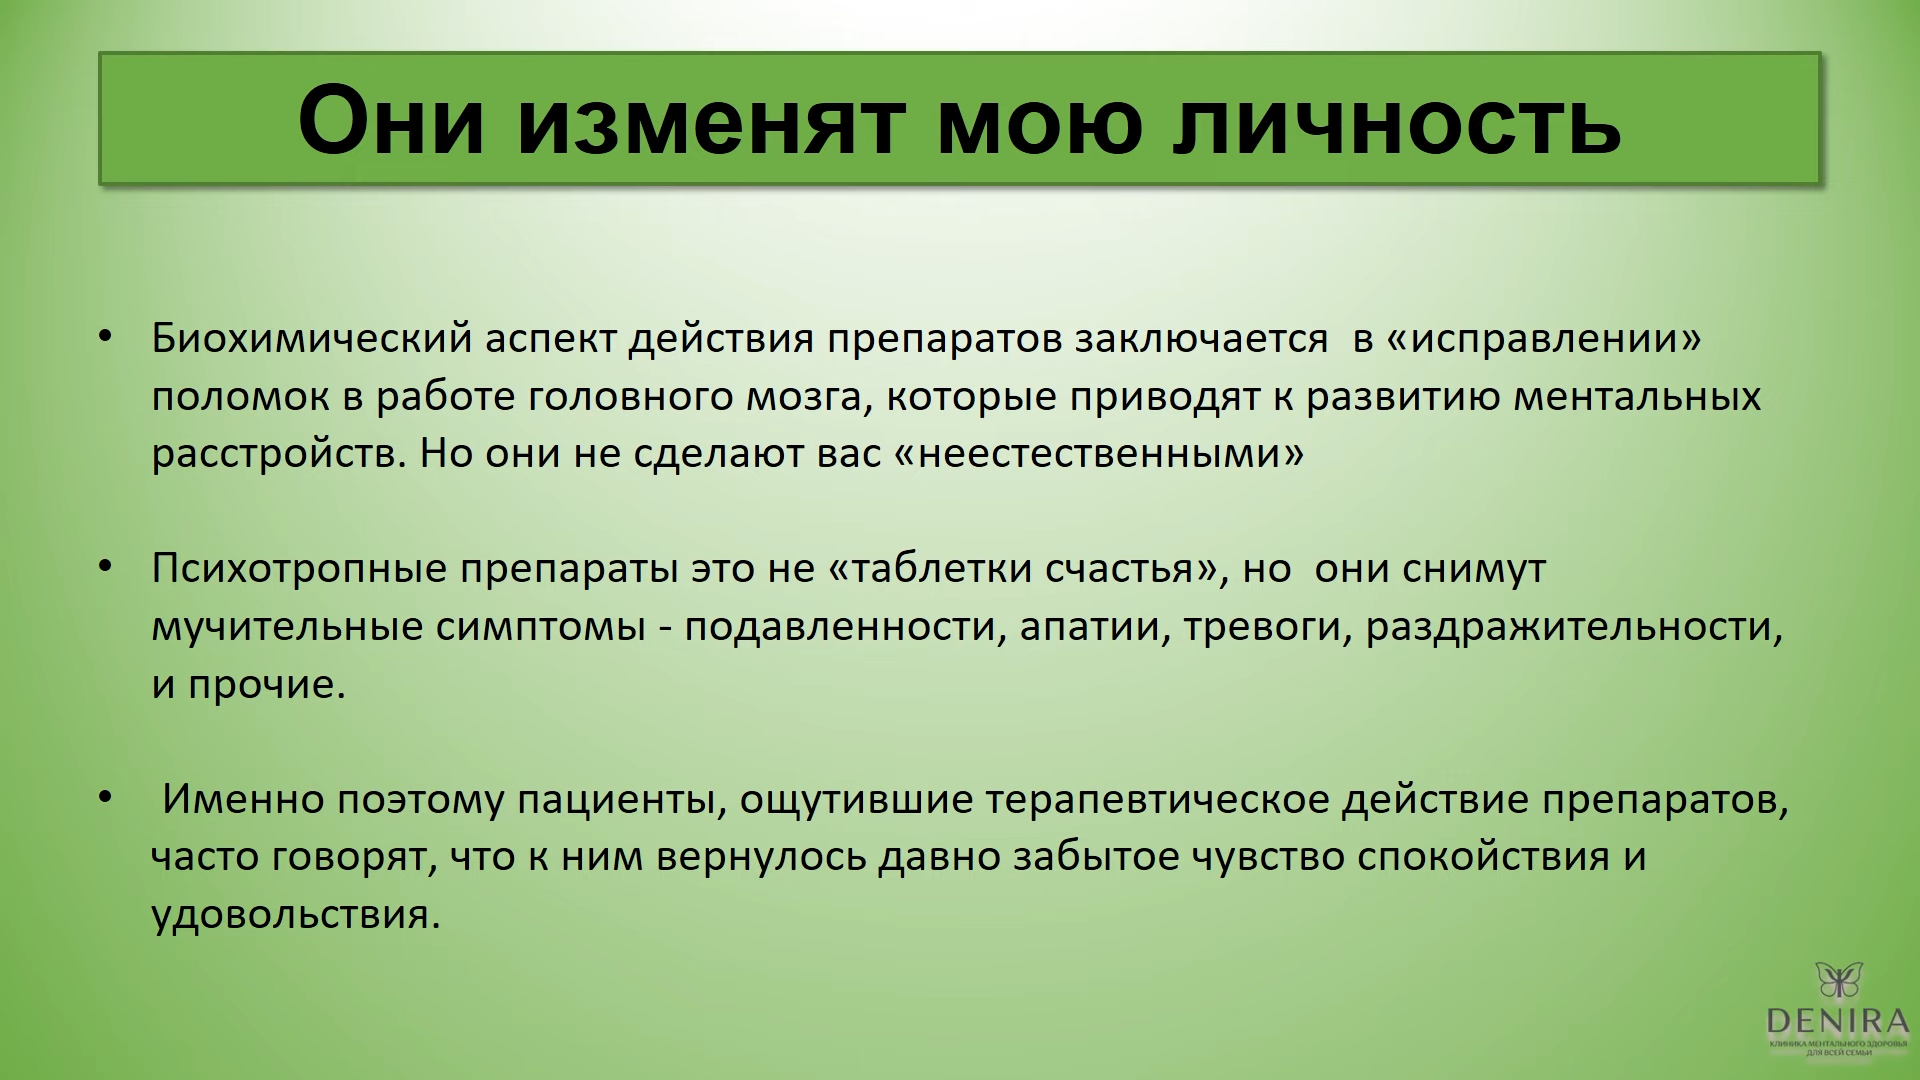 Они изменят мою личность
• Биохимический аспект действия препаратов заключается  в «исправлении»
поломок в работе головного мозга, которые приводят к развитию ментальных
расстройств. Но они не сделают вас «неестественными»
• Психотропные препараты это не «таблетки счастья», но  они снимут
мучительные симптомы - подавленности, апатии, тревоги, раздражительности,
и прочие.
• Именно поэтому пациенты, ощутившие терапевтическое действие препаратов,
часто говорят, что к ним вернулось давно забытое чувство спокойствия и
удовольствия.
DENIRA
КЛИНИКА МЕНТАЛЬНОГО ЗДОРОВЬЯ
ДЛЯ ВСЕЙ СЕМЬИ